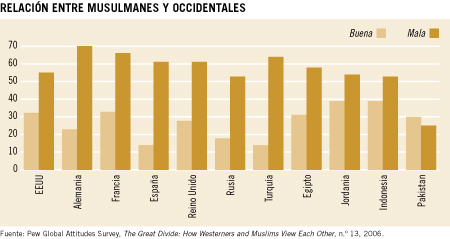 RELACIÓN ENTRE MUSULMANES Y OCCIDENTALES
Buena Mala
70
60
50
40
30
20
10
0
EEUU
Alemania
Francia
España
Reino Unido
Rusia
Turquía
Egipto
Jordania
Indonesia
Pakistan
Fuente: Pew Global Attitudes Survey, The Great Divide: How Westerners and Muslims View Each Other, n.º 13, 2006.